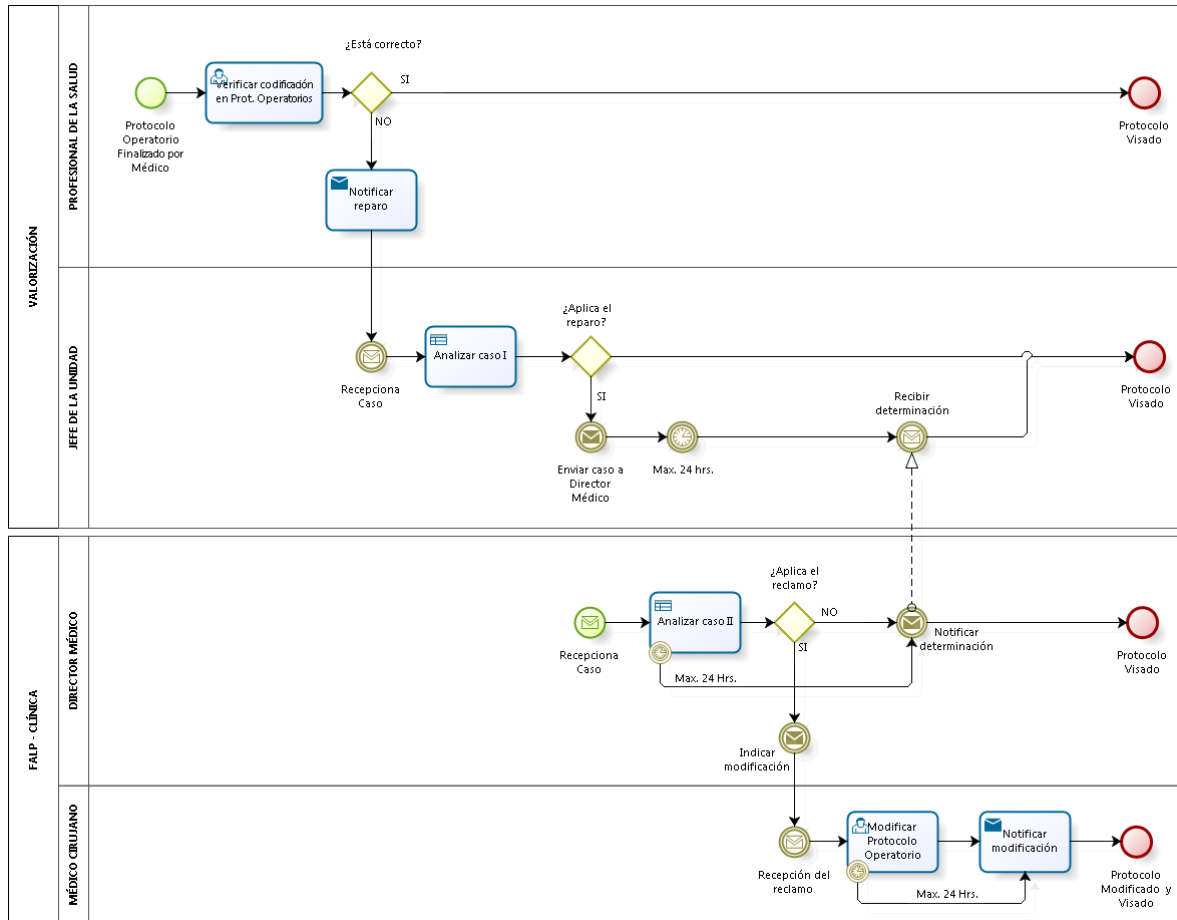 VALORIZACIÓN
PROFESIONAL DE LA SALUD
¿Está correcto?
Verificar codificación
en Prot. Operatorios
SI
NO
Protocolo
Operatorio
Finalizado por
Médico
Protocolo
Visado
Notificar
reparo
JEFE DE LA UNIDAD
¿Aplica el
reparo?
Analizar caso I
Recepciona
Caso
SI
Protocolo
Visado
Recibir
determinación
Enviar caso a
Director
Médico
Max. 24 hrs.
FALP - CLÍNICA
DIRECTOR MÉDICO
¿Aplica el
reclamo?
Analizar caso II
NO
SI
Recepciona
Caso
Max. 24 Hrs.
Notificar
determinación
Protocolo
Visado
Indicar
modificación
MÉDICO CIRUJANO
Recepción del
reclamo
Modificar
Protocolo
Operatorio
Notificar
modificación
Max. 24 Hrs.
Protocolo
Modificado y
Visado